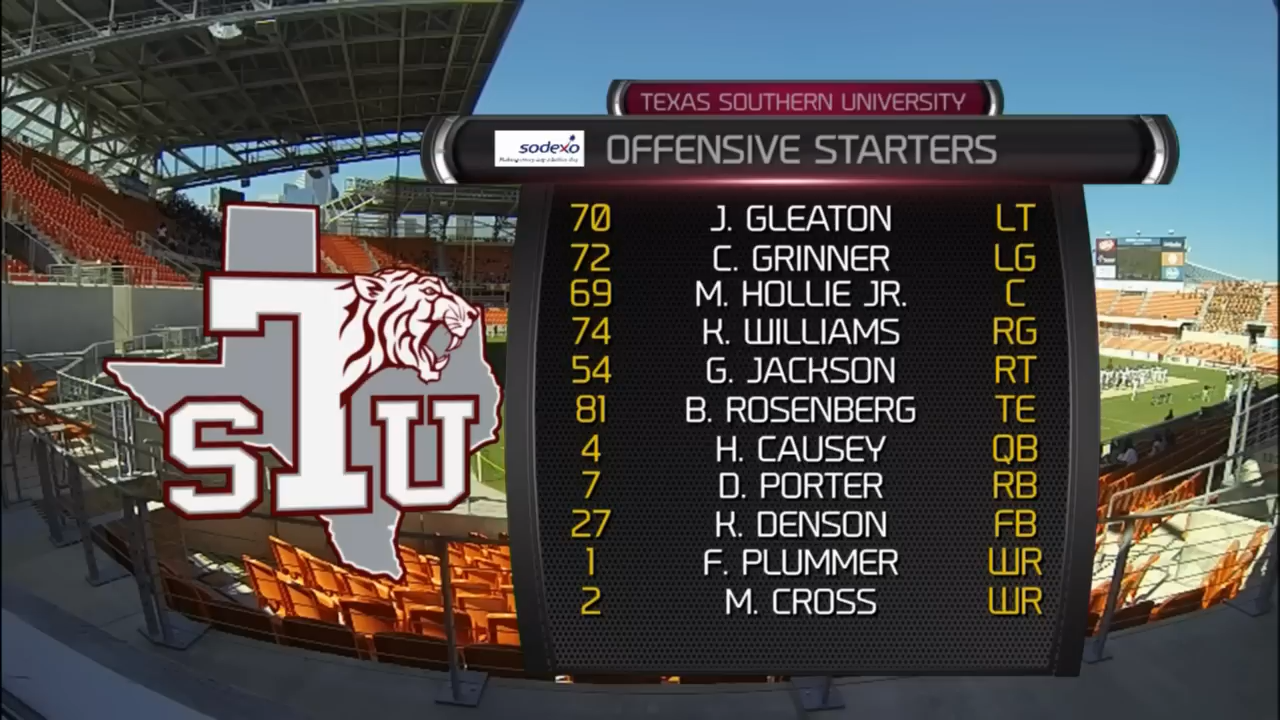 TEXAS SOUTHERN UNIVERSITY
sodexo OFFENSIVE STARTERS
70 J. GLEATON LT
72 C. GRINNER LG
69 M. HOLLIE JR. C
74 K. WILLIAMS RG
54 G. JACKSON RT
81 B. ROSENBERG TE
4 H. CAUSEY QB
7 D. PORTER RB
27 K. DENSON FB
1 F. PLUMMER WR
2 M. CROSS WR
TSU